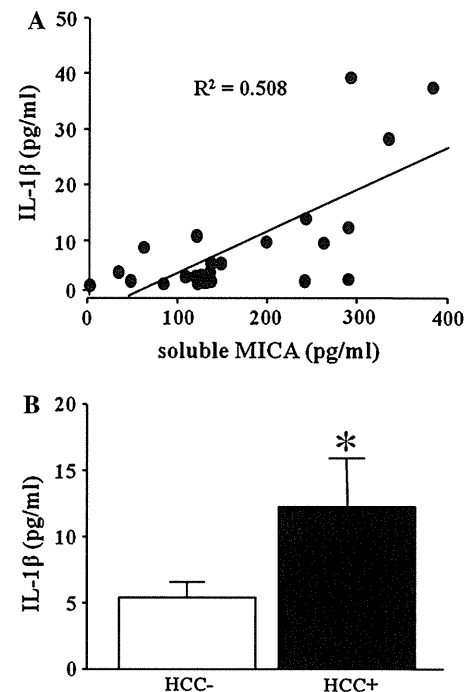 A
50
40
30
20
10
0
IL-1β (pg/ml)
R² = 0.508
0 100 200 300 400
soluble MICA (pg/ml)
B
20
15
10
5
0
IL-1β (pg/ml)
*
HCC- HCC+